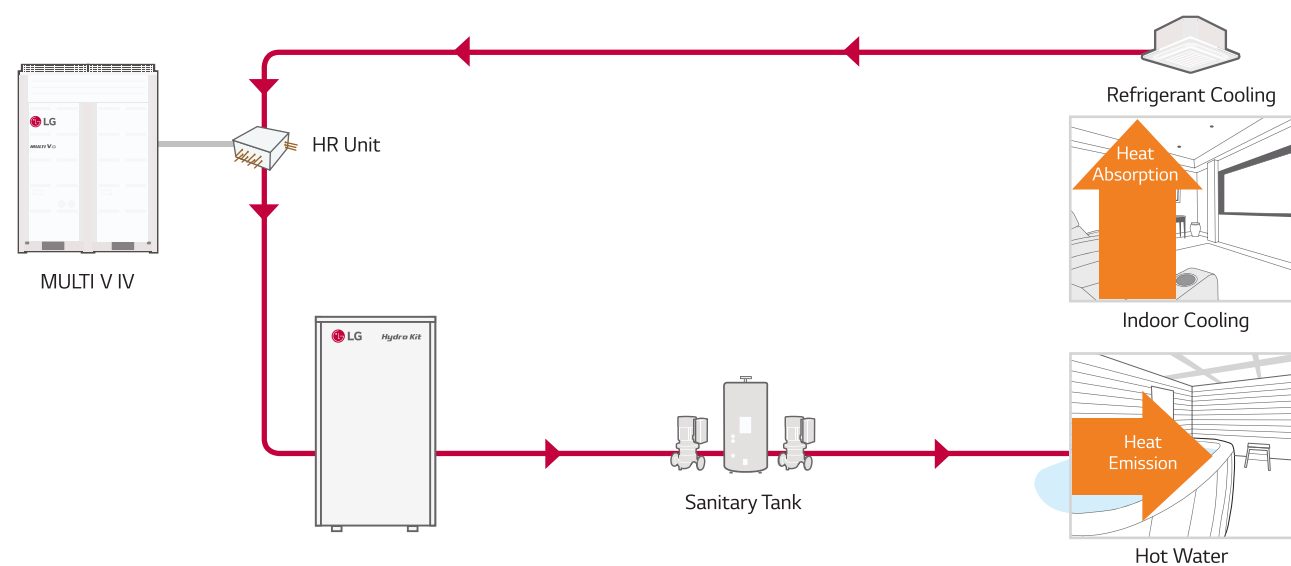 Refrigerant Cooling
LG
MULTI V IV
HR Unit
MULTI V IV
Heat
Absorption
Indoor Cooling
LG Hydro Kit
Heat
Emission
Sanitary Tank
Hot Water